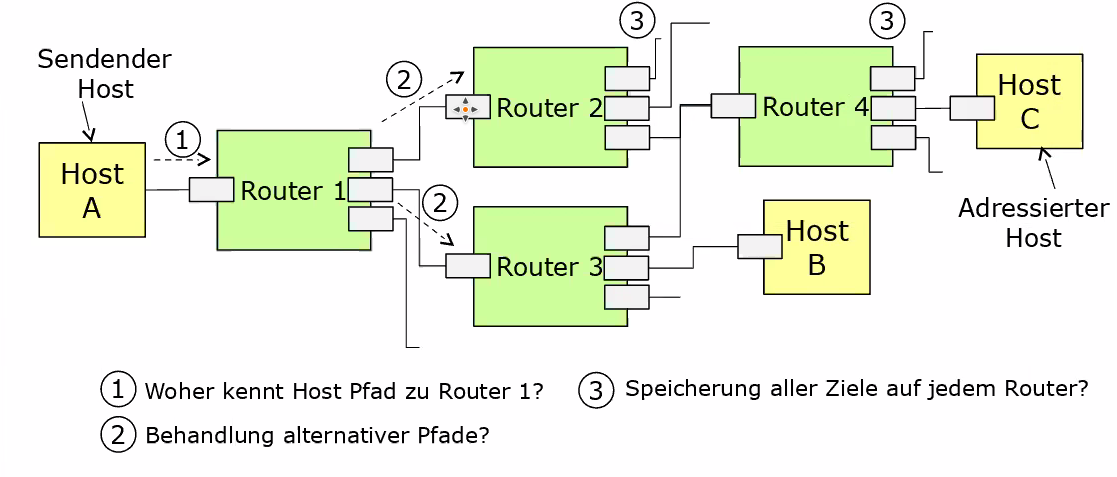 Sendender
Host
Host
A
1
Router 1
2
2
Router 2
3
Router 3
Router 4
3
Host
C
Host
B
Adressierter
Host
1 Woher kennt Host Pfad zu Router 1?
2 Behandlung alternativer Pfade?
3 Speicherung aller Ziele auf jedem Router?